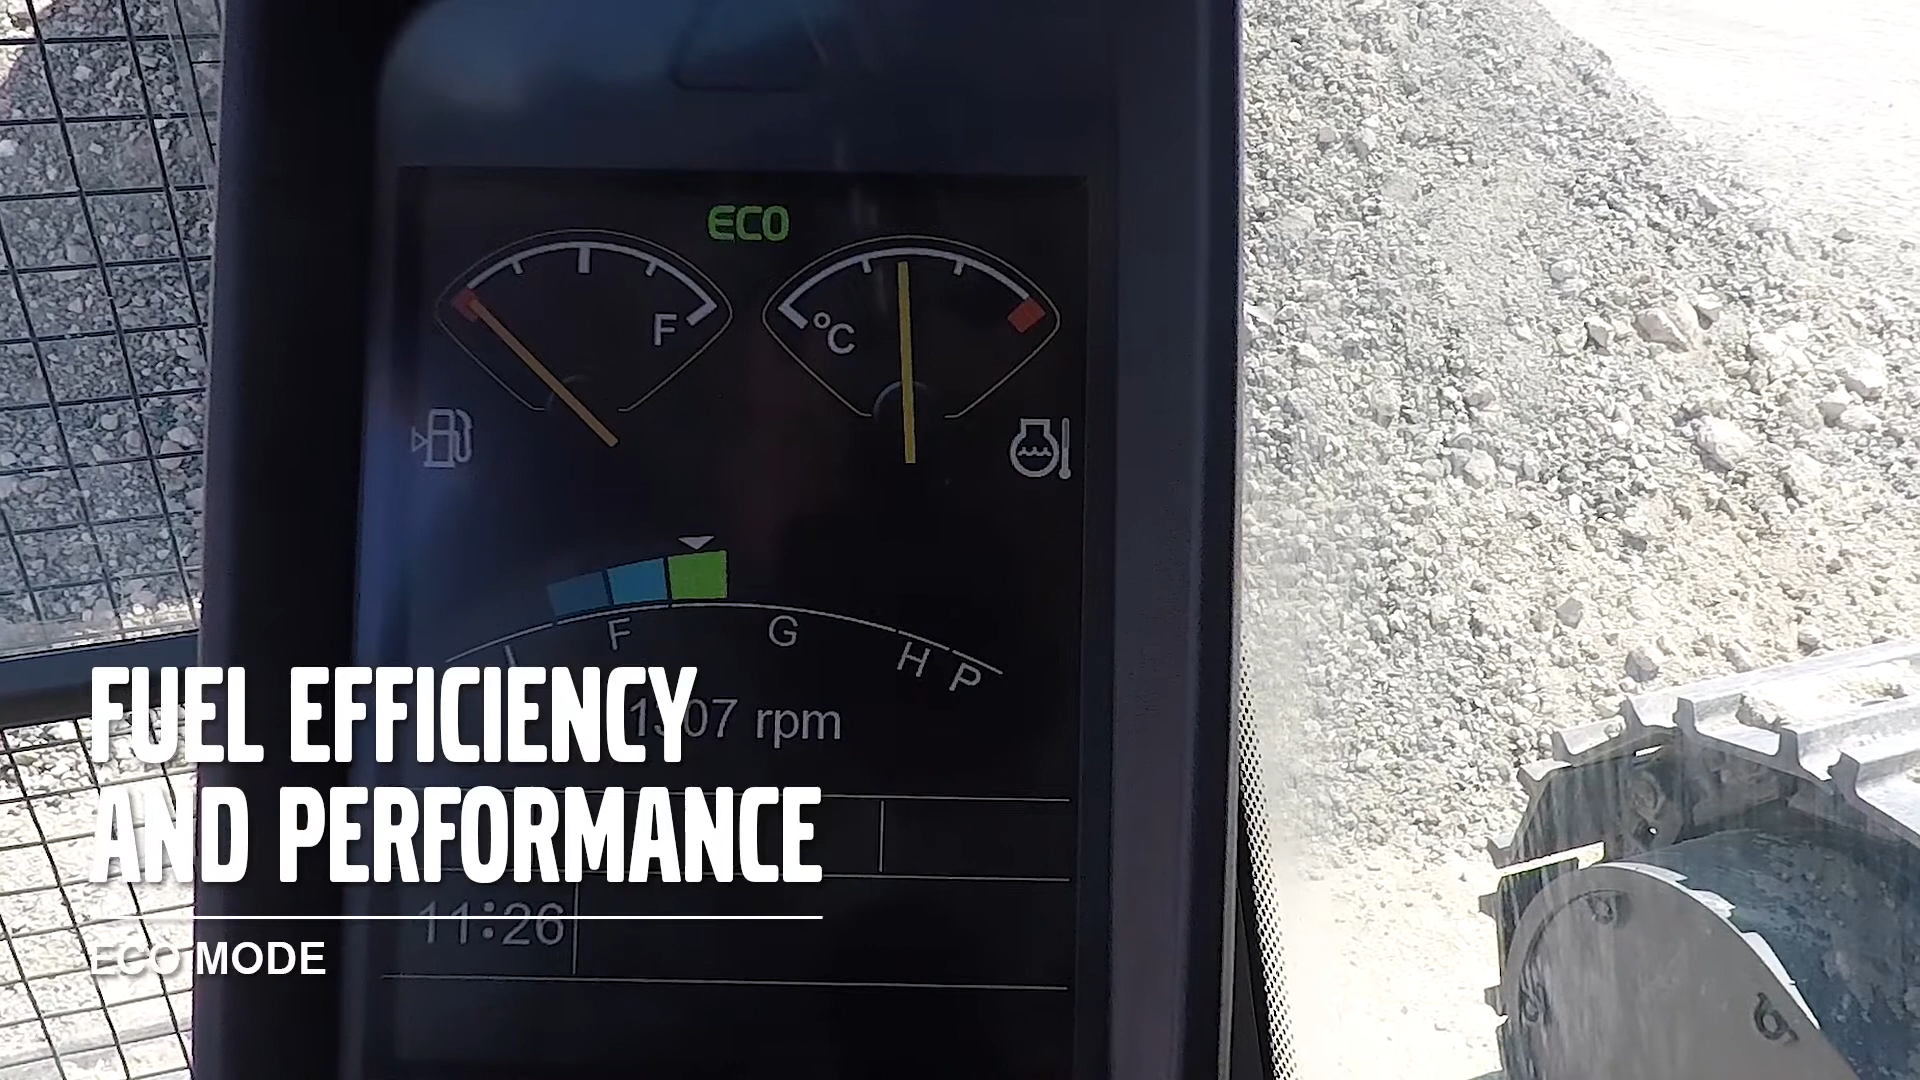 ECO
F
°C
I
F
G
H
P
rpm
FUEL EFFICIENCY
AND PERFORMANCE
11:26
ECO MODE